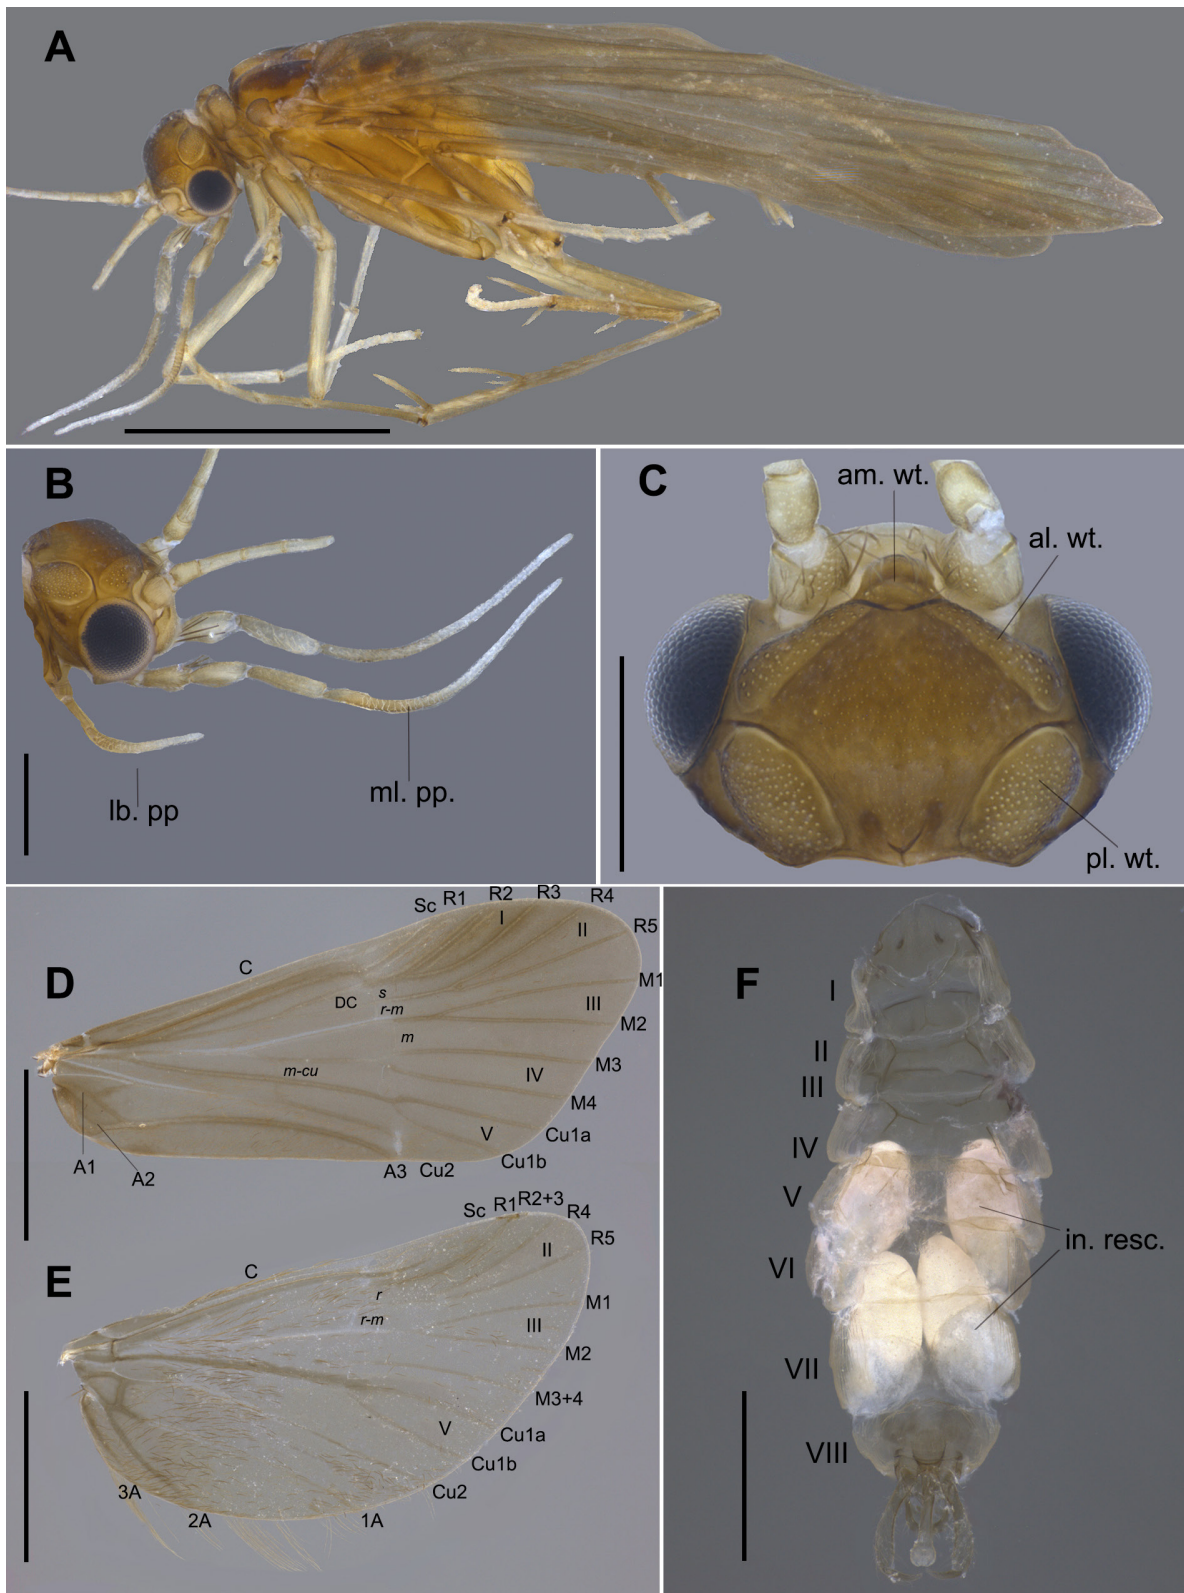 A
B
lb. pp
ml. pp.
C
am. wt.
al. wt.
pl. wt.
D
C
Sc
R1
R2
R3
R4
R5
I
II
DC
s
r-m
M1
III
M2
m
m-cu
M3
IV
M4
A1
A2
V
Cu1a
A3
Cu2
Cu1b
E
C
Sc
R1
R2+3
R4
R5
II
r
r-m
M1
III
M2
M3+4
V
Cu1a
Cu1b
Cu2
3A
2A
1A
F
I
II
III
IV
V
in. resc.
VI
VII
VIII